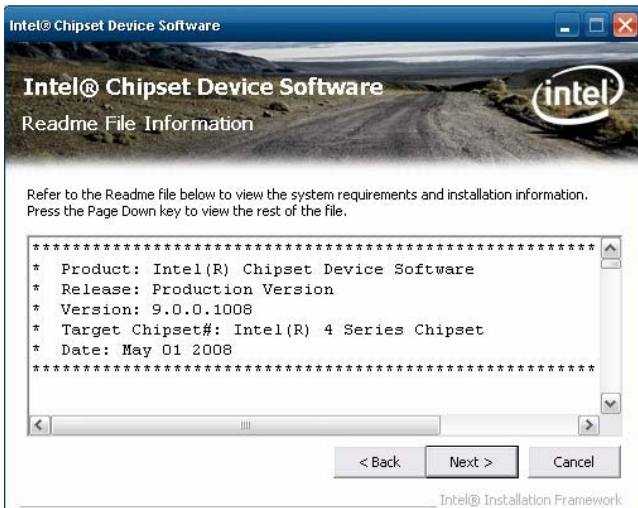 Intel® Chipset Device Software
Intel® Chipset Device Software
intel
Readme File Information
Refer to the Readme file below to view the system requirements and installation information.
Press the Page Down key to view the rest of the file.
********************************************************
* Product: Intel(R) Chipset Device Software
* Release: Production Version
* Version: 9.0.0.1008
* Target Chipset#: Intel(R) 4 Series Chipset
* Date: May 01 2008
********************************************************
< Back Next > Cancel
Intel® Installation Framework